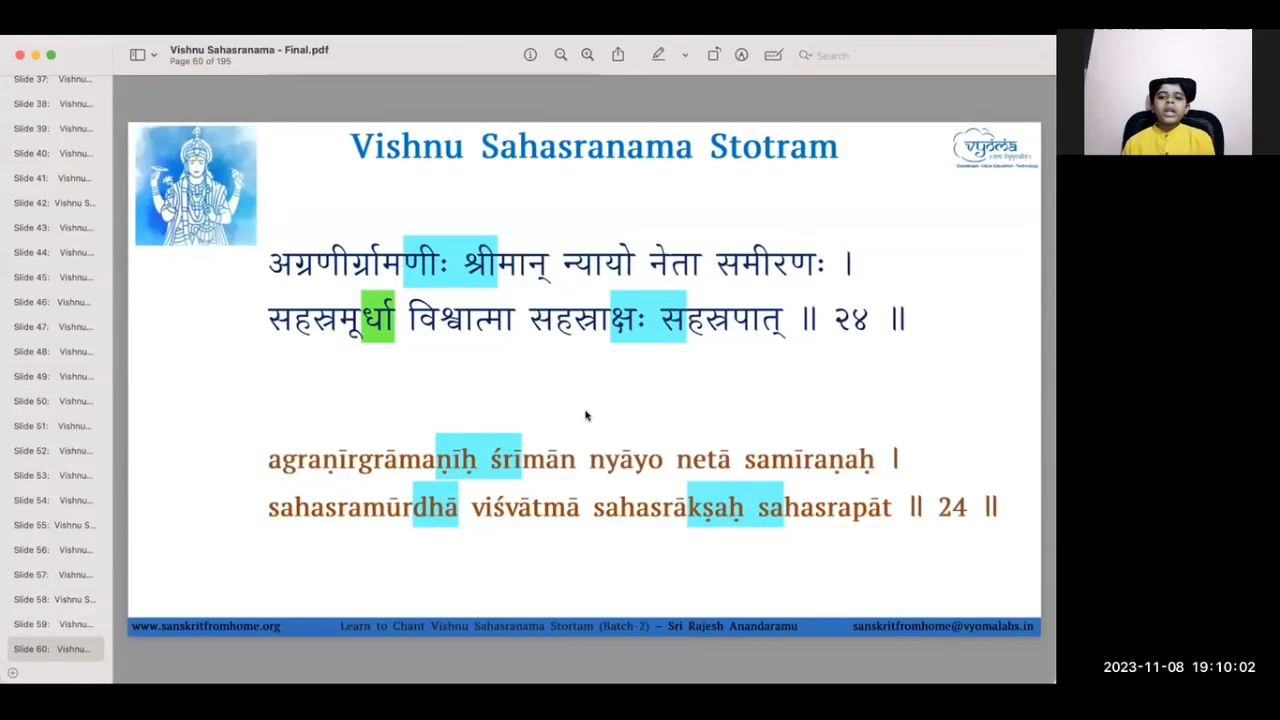 Vishnu Sahasranama - Final.pdf
Page 60 of 195
Search
Slide 37: Vishnu...
Slide 38: Vishnu...
Slide 39: Vishnu...
Slide 40: Vishnu...
Slide 41: Vishnu...
Slide 42: Vishnu S...
Slide 43: Vishnu...
Slide 44: Vishnu...
Slide 45: Vishnu...
Slide 46: Vishnu...
Slide 47: Vishnu...
Slide 48: Vishnu...
Slide 49: Vishnu...
Slide 50: Vishnu...
Slide 51: Vishnu...
Slide 52: Vishnu...
Slide 53: Vishnu...
Slide 54: Vishnu...
Slide 55: Vishnu S...
Slide 56: Vishnu...
Slide 57: Vishnu...
Slide 58: Vishnu S...
Slide 59: Vishnu...
Slide 60: Vishnu...
Vishnu Sahasranama Stotram
vyoma
अग्रणीर्ग्रामणीः श्रीमान् न्यायो नेता समीरणः ।
सहस्रमूर्धा विश्वात्मा सहस्राक्षः सहस्रपात् ॥ २४ ॥
agraṇīrgrāmaṇīḥ śrīmān nyāyo netā samīraṇaḥ ।
sahasramūrdhā viśvātmā sahasrākṣaḥ sahasrapāt ॥ 24 ॥
www.sanskritfromhome.org Learn to Chant Vishnu Sahasranama Stortam (Batch-2) – Sri Rajesh Anandaramu sanskritfromhome@vyomalabs.in
2023-11-08 19:10:02